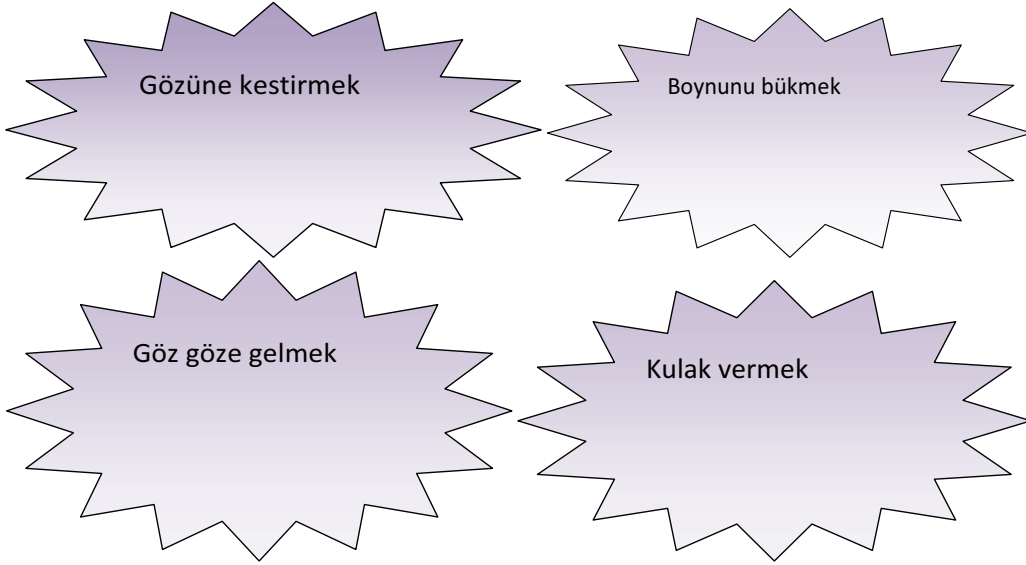 Gözüne kestirmek
Boynunu bükmek
Göz göze gelmek
Kulak vermek